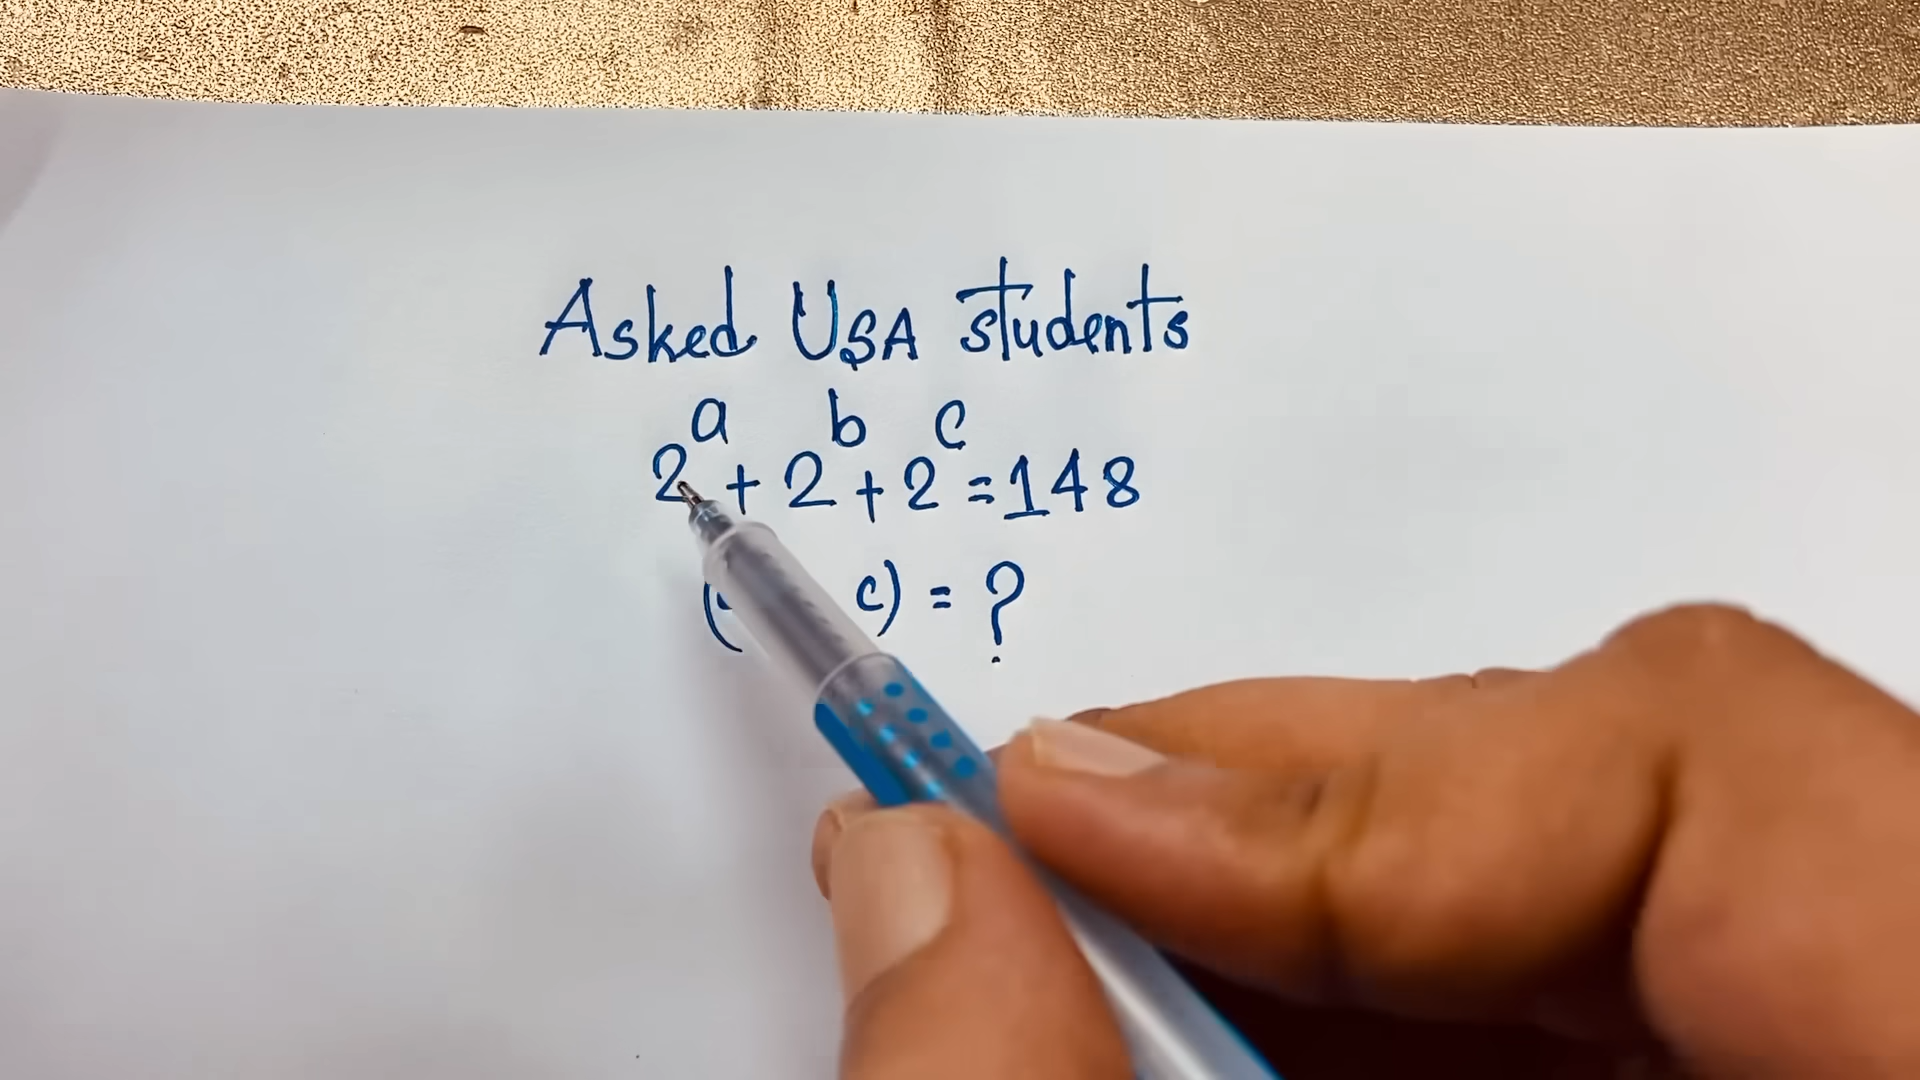 Asked USA students
2^a + 2^b + 2^c = 148
( c) = ?